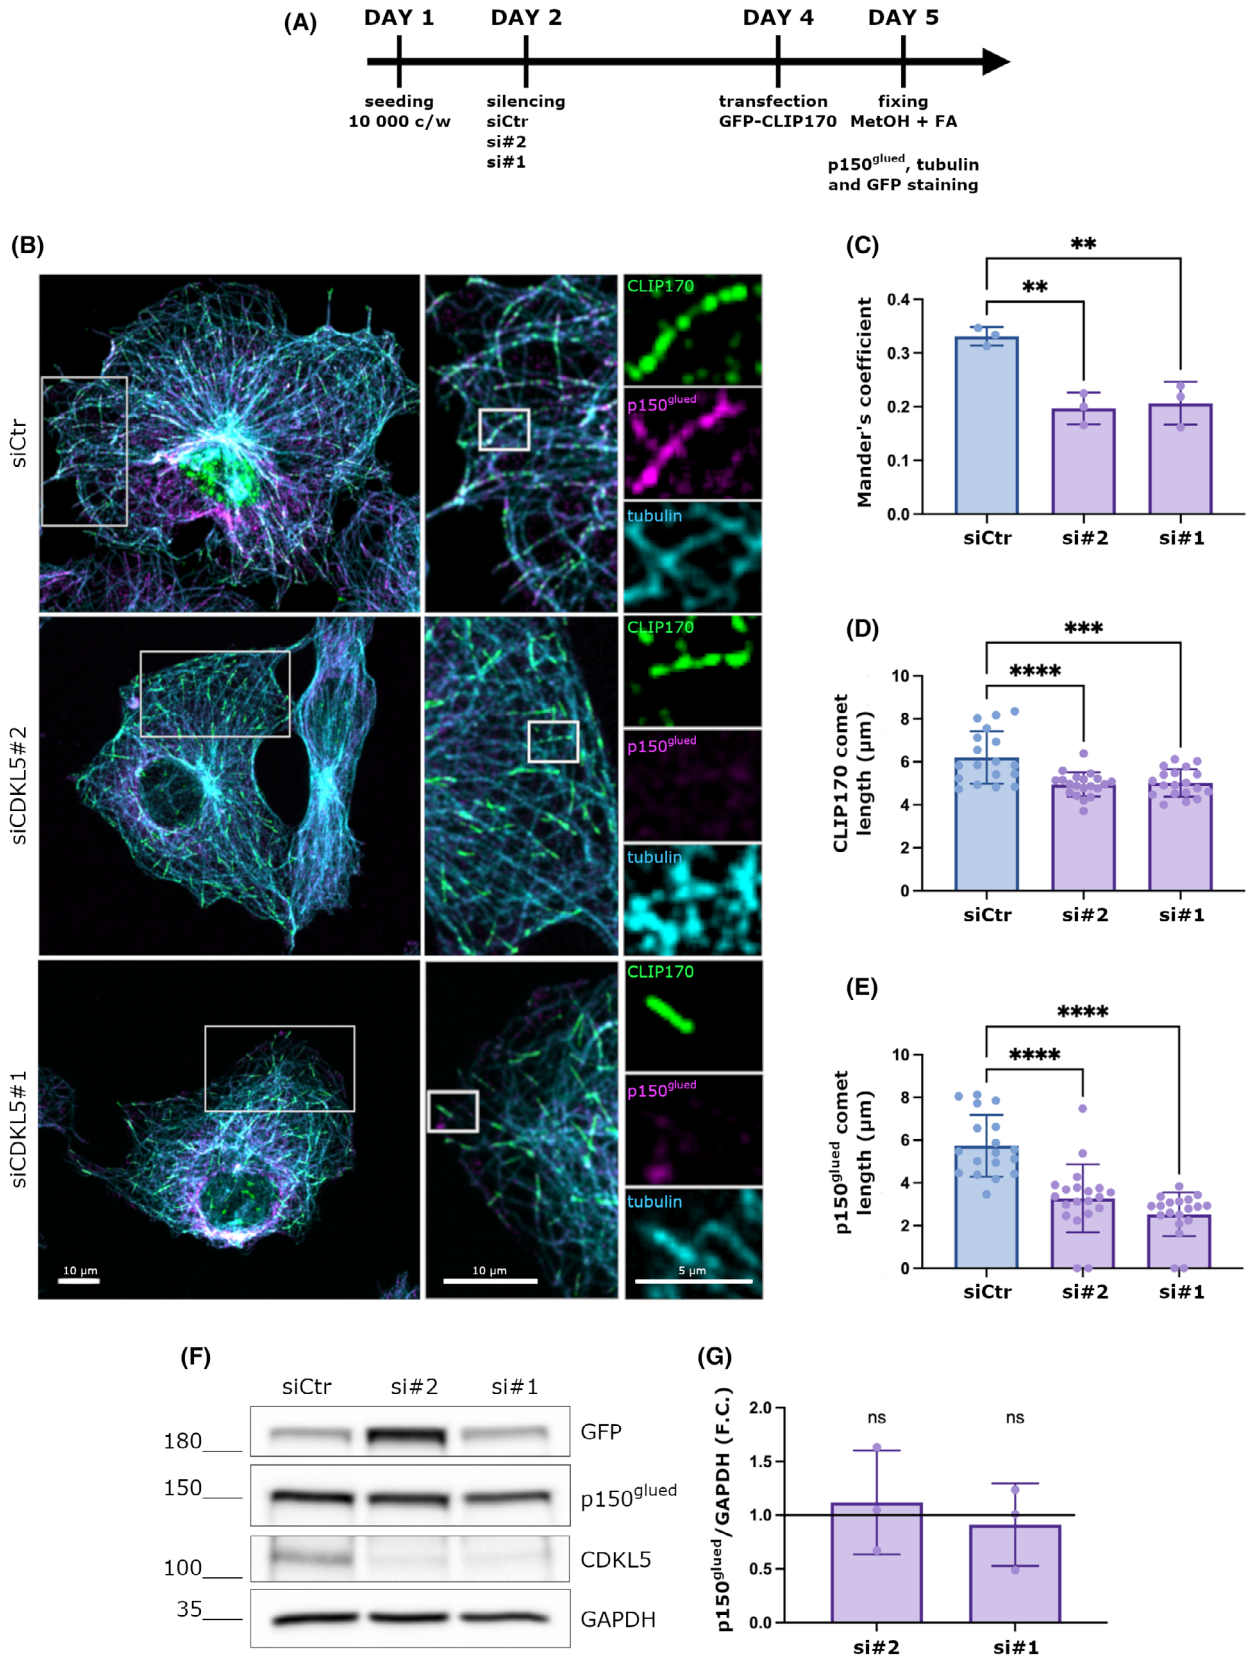 (A)
DAY 1
DAY 2
DAY 4
DAY 5
seeding
10 000 c/w
silencing
siCtr
si#2
si#1
transfection
GFP-CLIP170
fixing
MetOH + FA
p150glued, tubulin
and GFP staining
(B)
siCtr
CLIP170
p150glued
tubulin
siCDKL5#2
CLIP170
p150glued
tubulin
siCDKL5#1
CLIP170
p150glued
tubulin
10 µm
10 µm
5 µm
(C)
**
**
Mander's coefficient
0.4
0.3
0.2
0.1
0.0
siCtr
si#2
si#1
(D)
***
****
CLIP170 comet
length (µm)
10
8
6
4
2
0
siCtr
si#2
si#1
(E)
****
****
p150glued comet
length (µm)
10
8
6
4
2
0
siCtr
si#2
si#1
(F)
siCtr
si#2
si#1
180
GFP
150
p150glued
100
CDKL5
35
GAPDH
(G)
p150glued/GAPDH (F.C.)
2.0
1.5
1.0
0.5
0.0
ns
ns
si#2
si#1